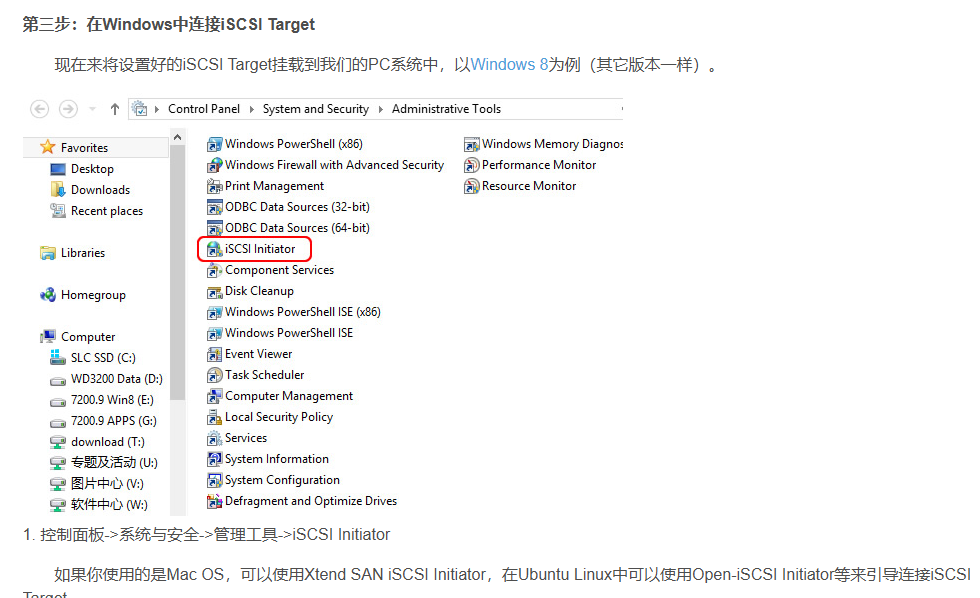 第三步：在Windows中连接iSCSI Target
现在来将设置好的iSCSI Target挂载到我们的PC系统中，以Windows 8为例（其它版本一样）。
Control Panel
System and Security
Administrative Tools
Favorites
Desktop
Downloads
Recent places
Libraries
Homegroup
Computer
SLC SSD (C:)
WD3200 Data (D:)
7200.9 Win8 (E:)
7200.9 APPS (G:)
download (T:)
专题及活动 (U:)
图片中心 (V:)
软件中心 (W:)
Windows PowerShell (x86)
Windows Firewall with Advanced Security
Print Management
ODBC Data Sources (32-bit)
ODBC Data Sources (64-bit)
iSCSI Initiator
Component Services
Disk Cleanup
Windows PowerShell ISE (x86)
Windows PowerShell ISE
Event Viewer
Task Scheduler
Computer Management
Local Security Policy
Services
System Information
System Configuration
Defragment and Optimize Drives
Windows Memory Diagnos
Performance Monitor
Resource Monitor
1. 控制面板->系统与安全->管理工具->iSCSI Initiator
如果你使用的是Mac OS，可以使用Xtend SAN iSCSI Initiator，在Ubuntu Linux中可以使用Open-iSCSI Initiator等来引导连接iSCSI
Target